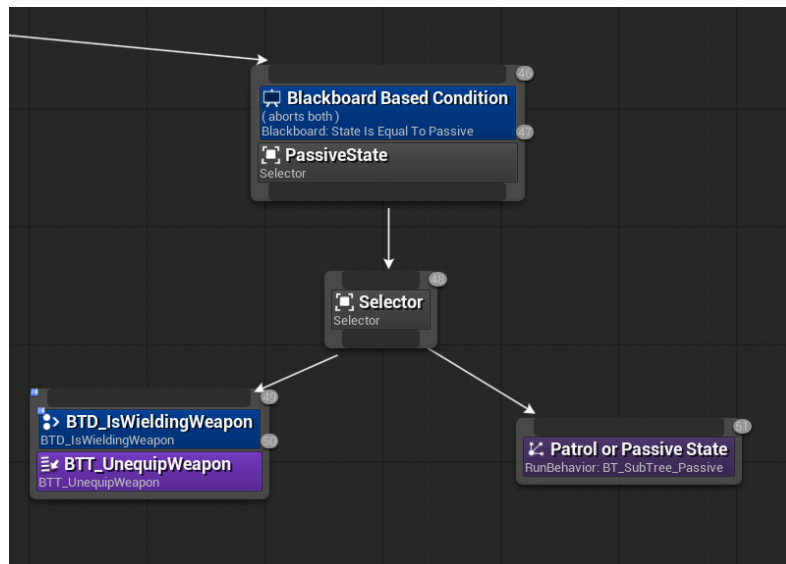 46
Blackboard Based Condition
( aborts both )
Blackboard: State Is Equal To Passive
47
PassiveState
Selector
48
Selector
Selector
49
BTD_IsWieldingWeapon
BTD_IsWieldingWeapon
50
BTT_UnequipWeapon
BTT_UnequipWeapon
51
Patrol or Passive State
RunBehavior: BT_SubTree_Passive